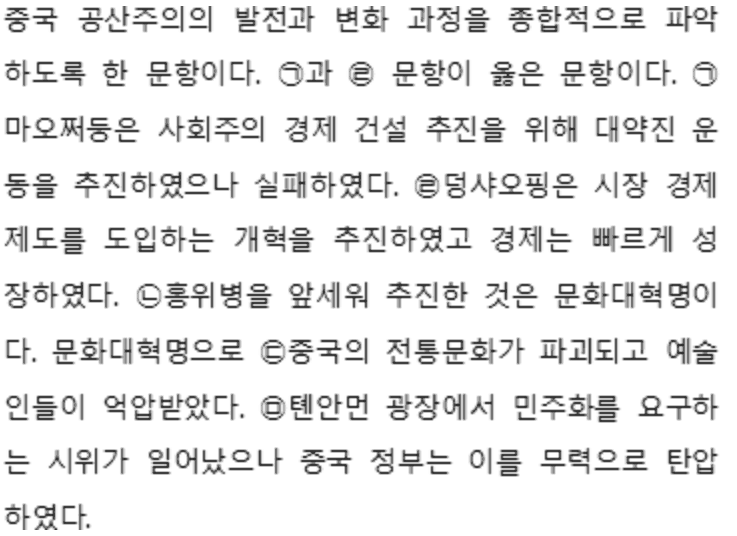 중국 공산주의의 발전과 변화 과정을 종합적으로 파악
하도록 한 문항이다. ㉠과 ㉣ 문항이 옳은 문항이다. ㉠
마오쩌둥은 사회주의 경제 건설 추진을 위해 대약진 운
동을 추진하였으나 실패하였다. ㉣덩샤오핑은 시장 경제
제도를 도입하는 개혁을 추진하였고 경제는 빠르게 성
장하였다. ㉡홍위병을 앞세워 추진한 것은 문화대혁명이
다. 문화대혁명으로 ㉢중국의 전통문화가 파괴되고 예술
인들이 억압받았다. ㉤톈안먼 광장에서 민주화를 요구하
는 시위가 일어났으나 중국 정부는 이를 무력으로 탄압
하였다.